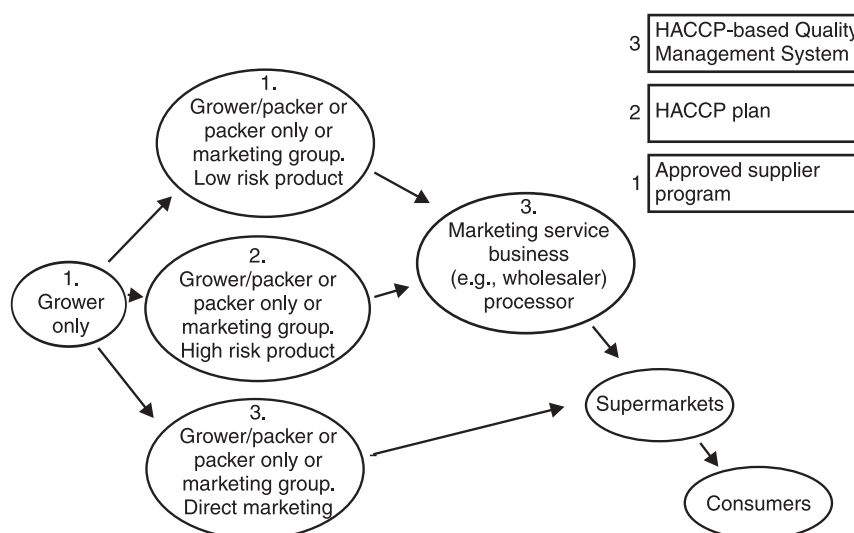 3
HACCP-based Quality
Management System
2
HACCP plan
1
Approved supplier
program
1.
Grower/packer or
packer only or
marketing group.
Low risk product
3.
Marketing service
business
(e.g., wholesaler)
processor
1.
Grower
only
2.
Grower/packer or
packer only or
marketing group.
High risk product
3.
Grower/packer or
packer only or
marketing group.
Direct marketing
Supermarkets
Consumers